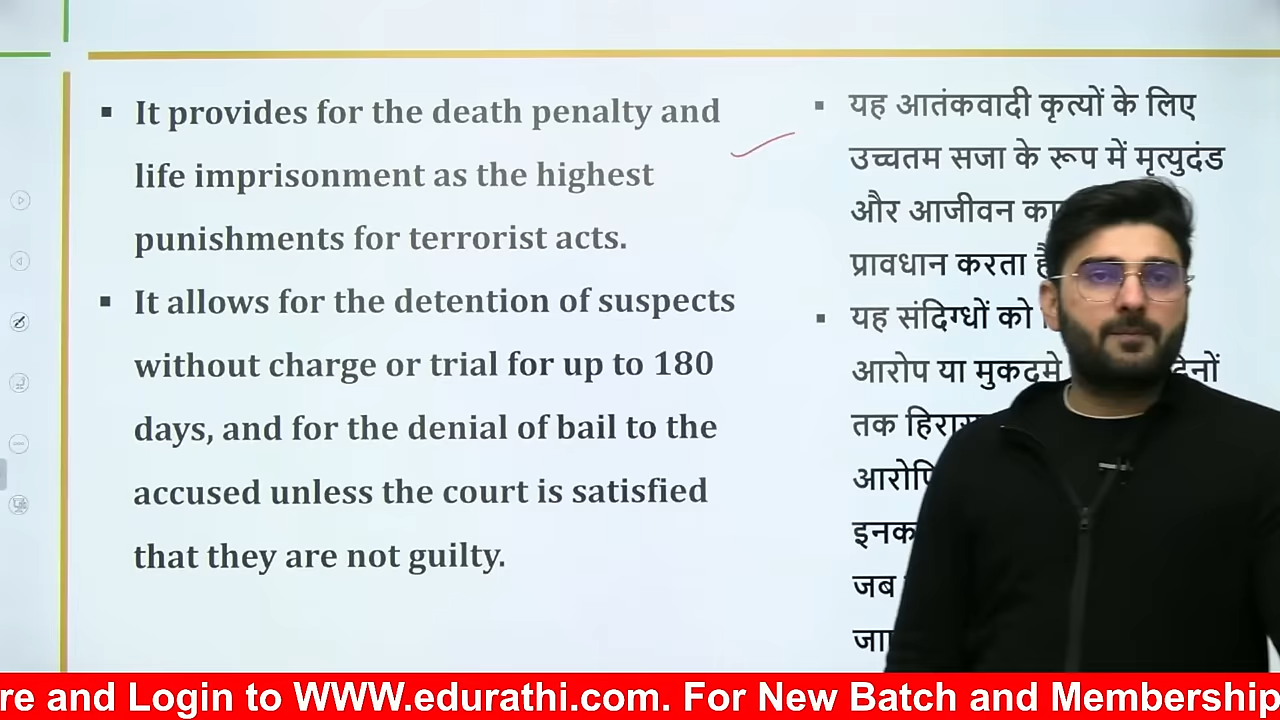 ▪ It provides for the death penalty and
life imprisonment as the highest
punishments for terrorist acts.
▪ It allows for the detention of suspects
without charge or trial for up to 180
days, and for the denial of bail to the
accused unless the court is satisfied
that they are not guilty.
▪ यह आतंकवादी कृत्यों के लिए
उच्चतम सजा के रूप में मृत्युदंड
और आजीवन
प्रावधान करता
▪ यह संदिग्धों को
आरोप या मुकदमे
तक
जब
re and Login to WWW.edurathi.com. For New Batch and Membership